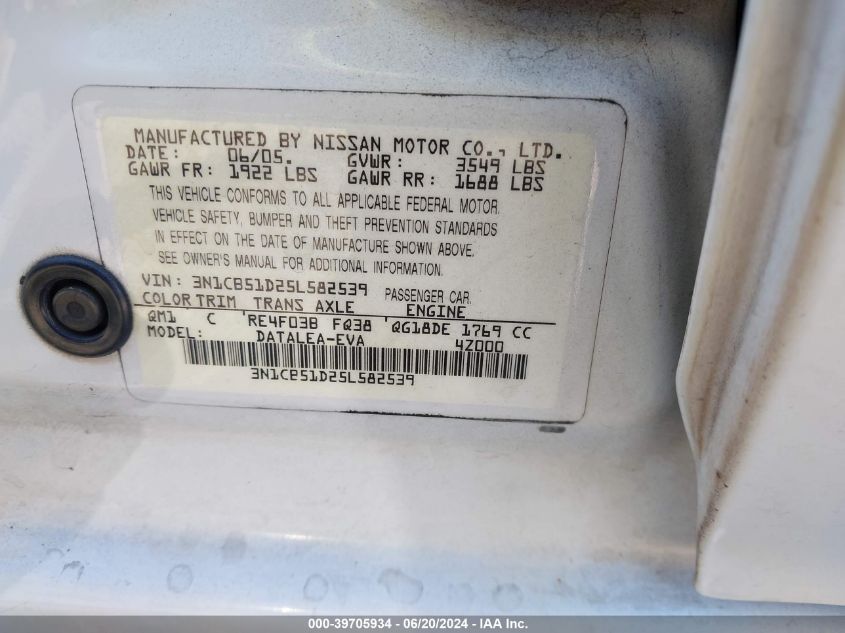 MANUFACTURED BY NISSAN MOTOR CO., LTD.
DATE: 06/05. GVWR: 3549 LBS
GAWR FR: 1922 LBS GAWR RR: 1688 LBS
THIS VEHICLE CONFORMS TO ALL APPLICABLE FEDERAL MOTOR
VEHICLE SAFETY, BUMPER AND THEFT PREVENTION STANDARDS
IN EFFECT ON THE DATE OF MANUFACTURE SHOWN ABOVE.
SEE OWNER'S MANUAL FOR ADDITIONAL INFORMATION.
VIN: 3N1CB51D25L582539 PASSENGER CAR
COLOR TRIM TRANS AXLE ENGINE
QM1 C RE4F03B FQ38 QG18DE 1769 CC
MODEL: DATALEA-EVA 4Z000
3N1CB51D25L582539
000-39705934 - 06/20/2024 - IAA Inc.